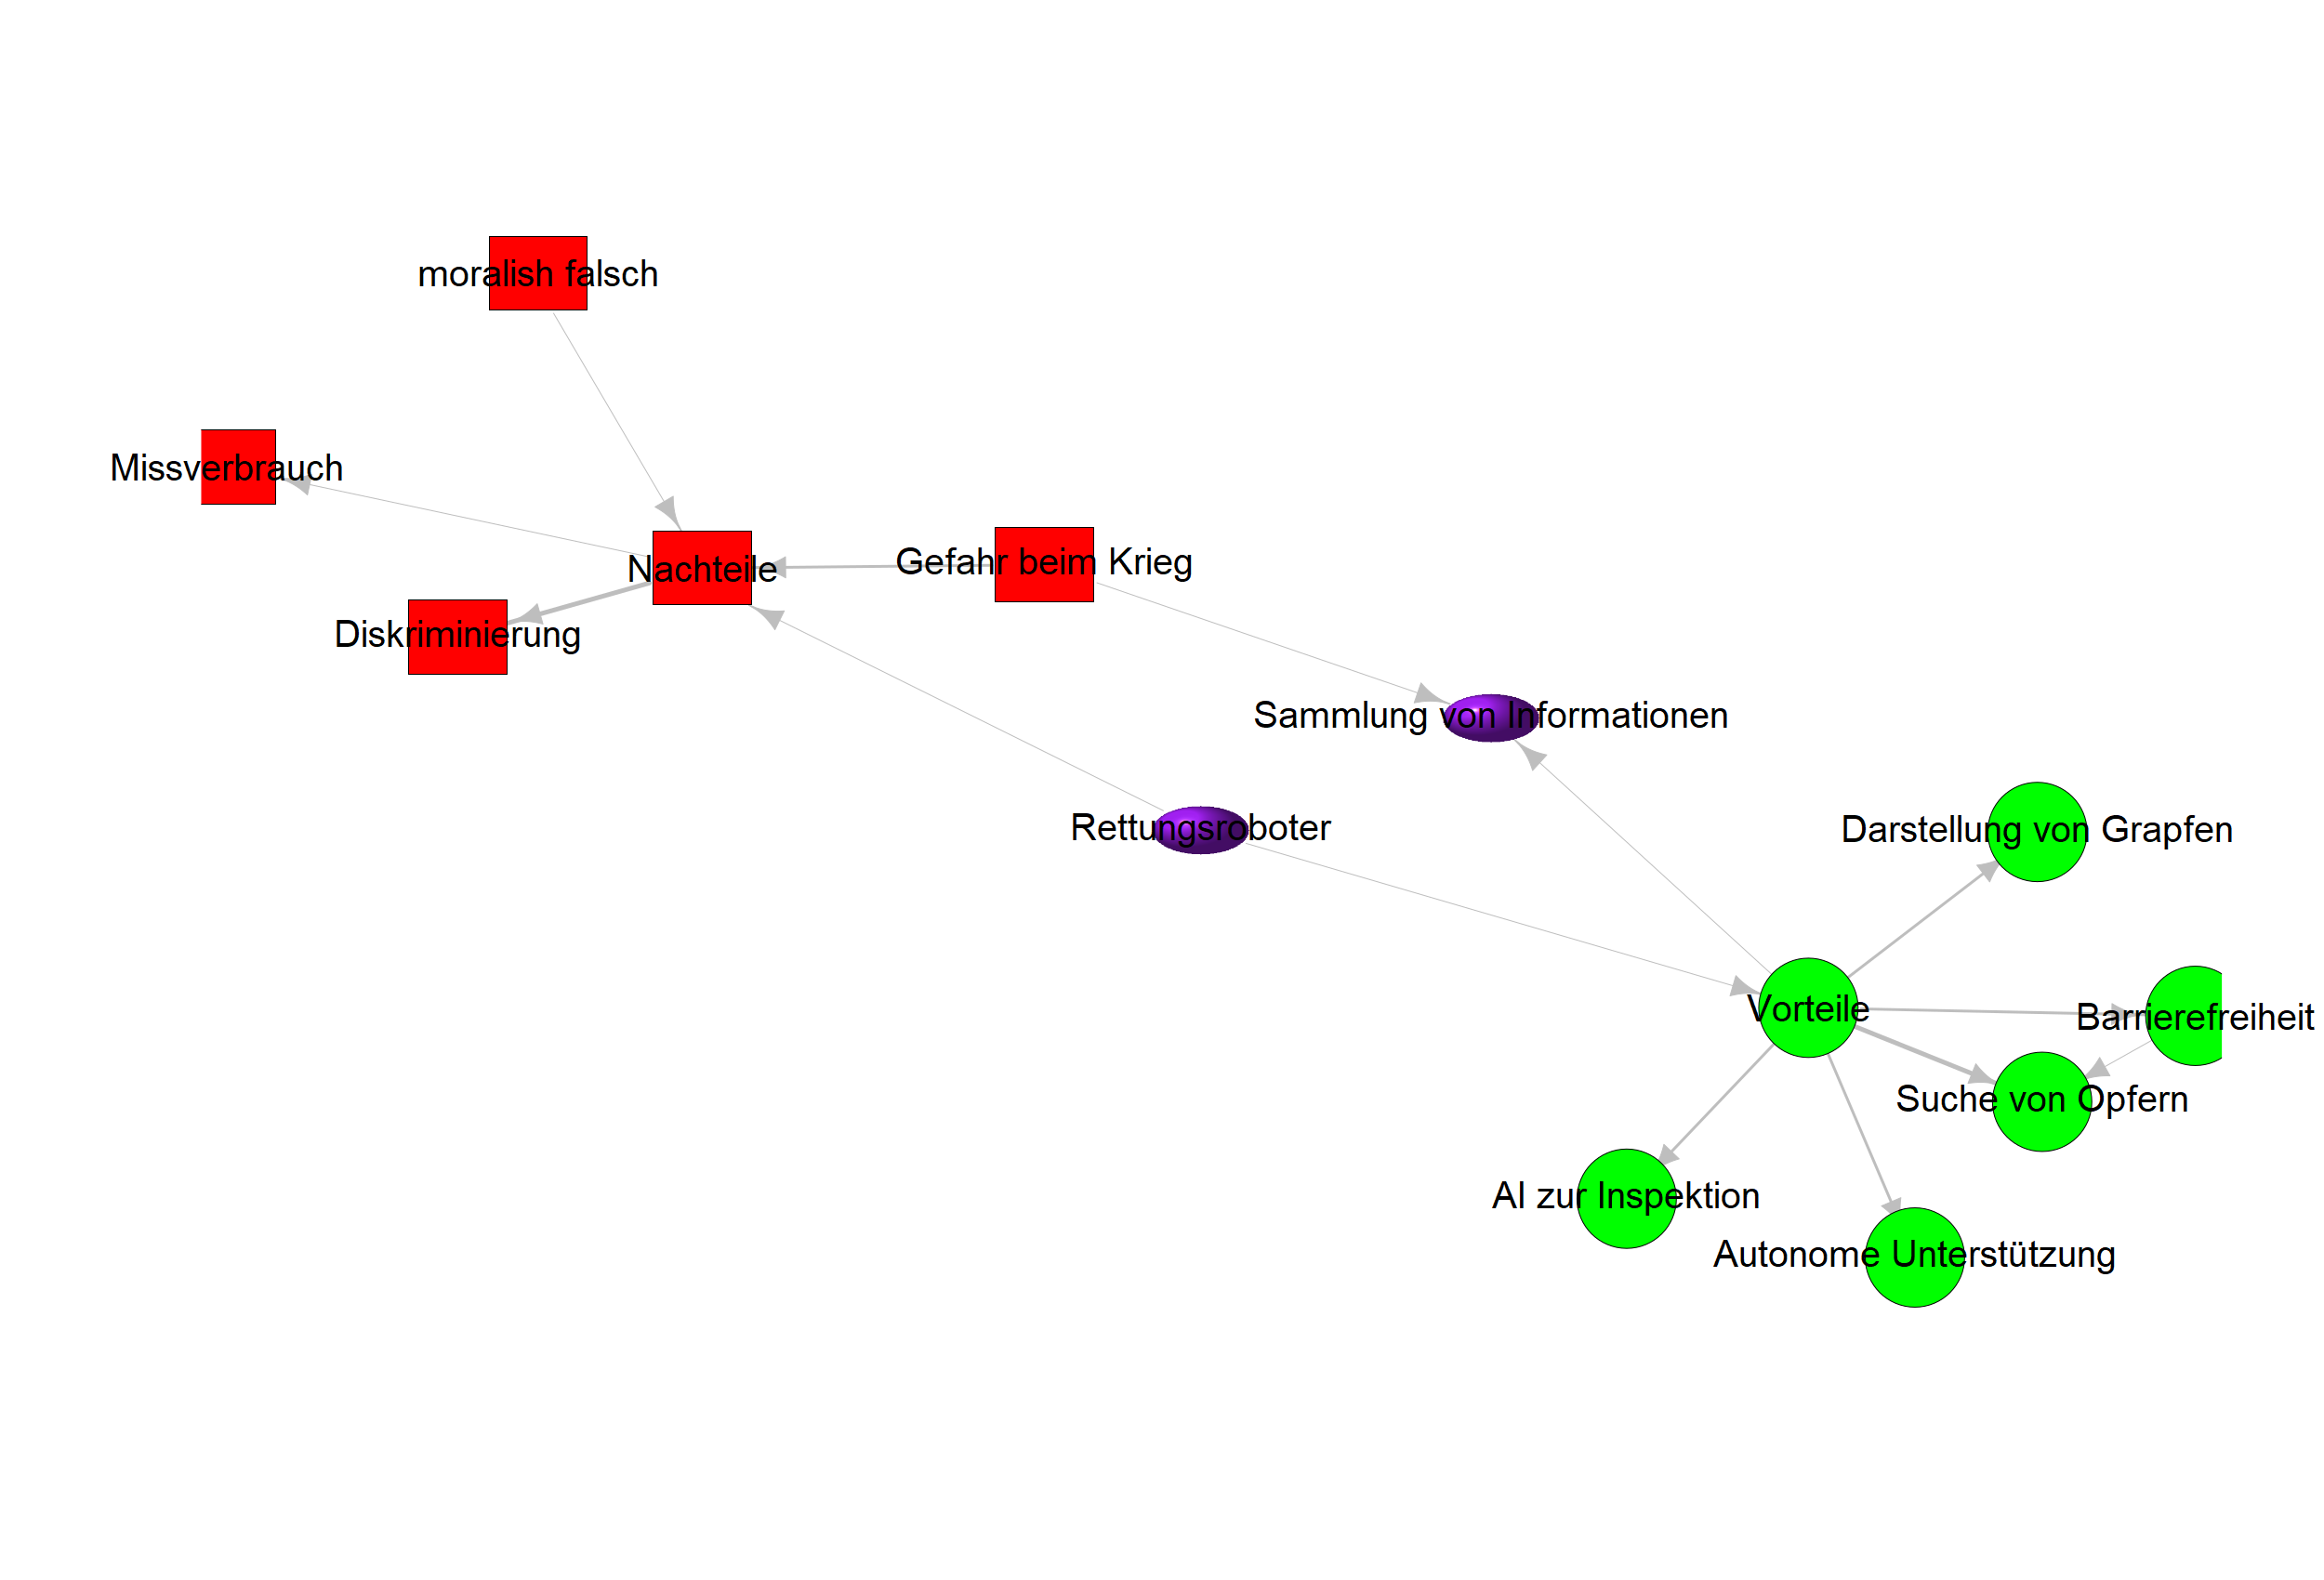 moralish falsch
Missverbrauch
Nachteile
Gefahr beim Krieg
Diskriminierung
Sammlung von Informationen
Rettungsroboter
Darstellung von Grapfen
Vorteile
Barrierefreiheit
Suche von Opfern
AI zur Inspektion
Autonome Unterstützung